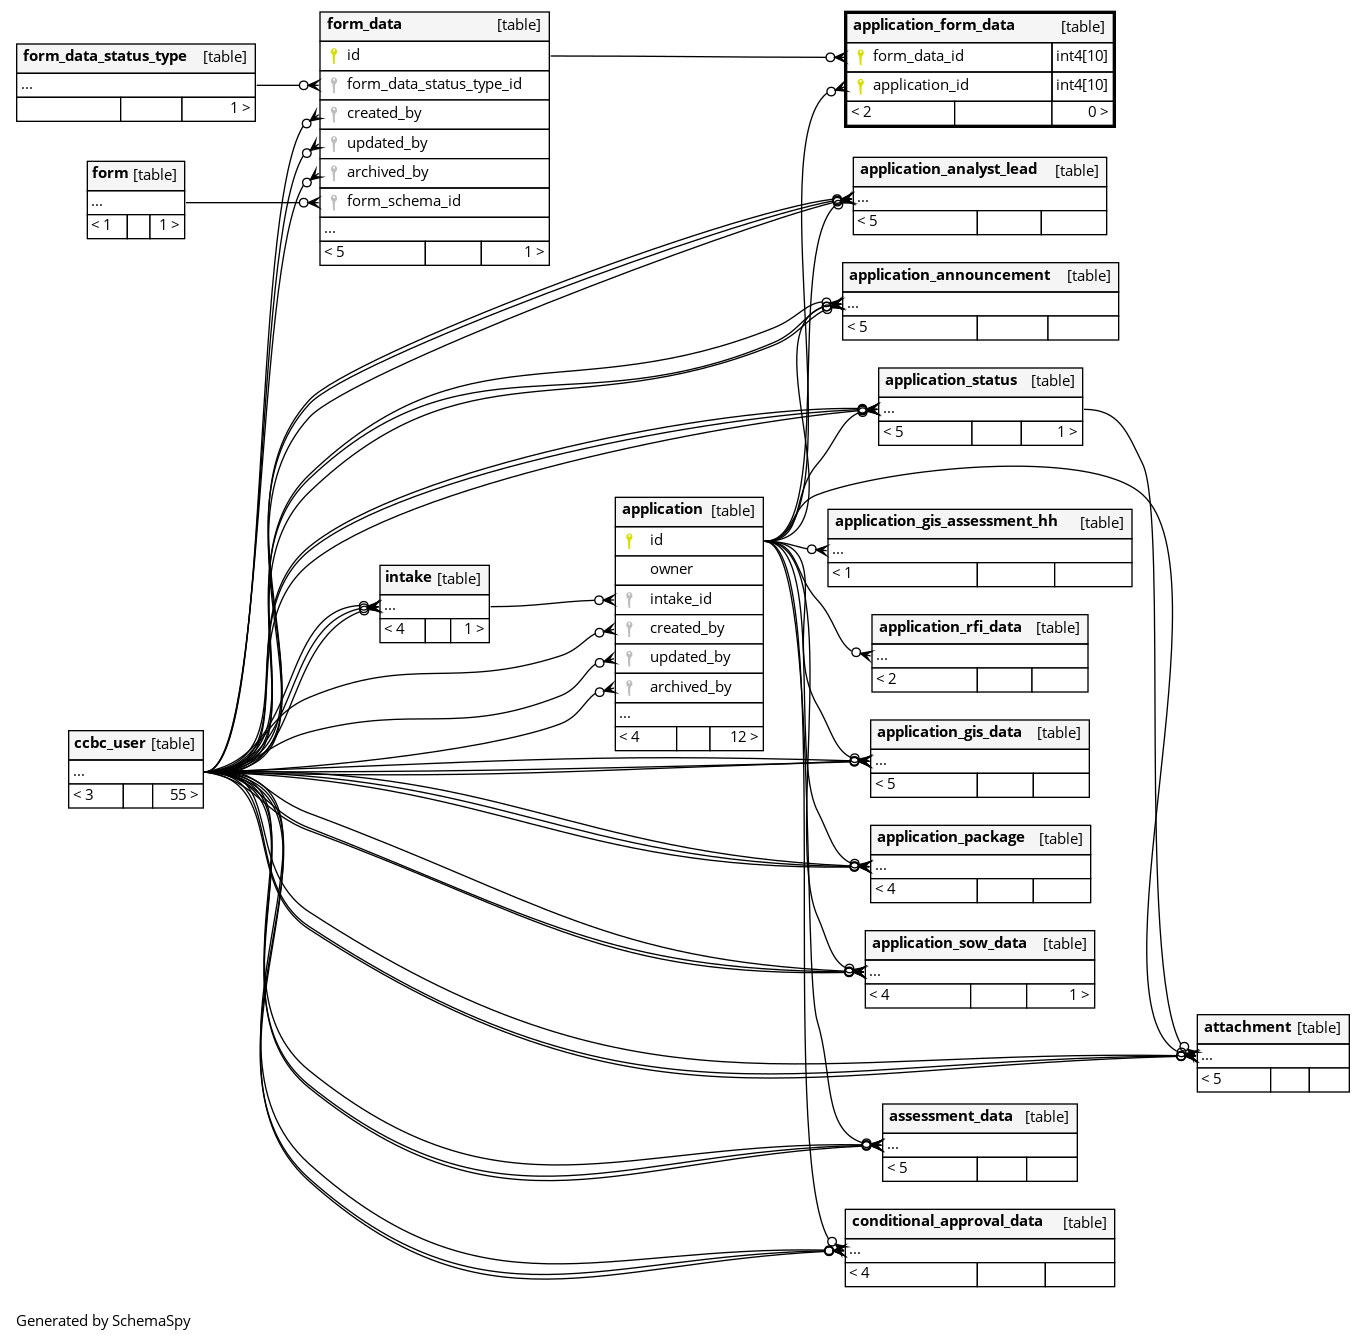 form_data_status_type [table]
...
1 >
form [table]
...
< 1 1 >
form_data [table]
id
form_data_status_type_id
created_by
updated_by
archived_by
form_schema_id
...
< 5 1 >
application_form_data [table]
form_data_id int4[10]
application_id int4[10]
< 2 0 >
application_analyst_lead [table]
...
< 5
application_announcement [table]
...
< 5
application_status [table]
...
< 5 1 >
application [table]
id
owner
intake_id
created_by
updated_by
archived_by
...
< 4 12 >
application_gis_assessment_hh [table]
...
< 1
intake [table]
...
< 4 1 >
application_rfi_data [table]
...
< 2
ccbc_user [table]
...
< 3 55 >
application_gis_data [table]
...
< 5
application_package [table]
...
< 4
application_sow_data [table]
...
< 4 1 >
attachment [table]
...
< 5
assessment_data [table]
...
< 5
conditional_approval_data [table]
...
< 4
Generated by SchemaSpy